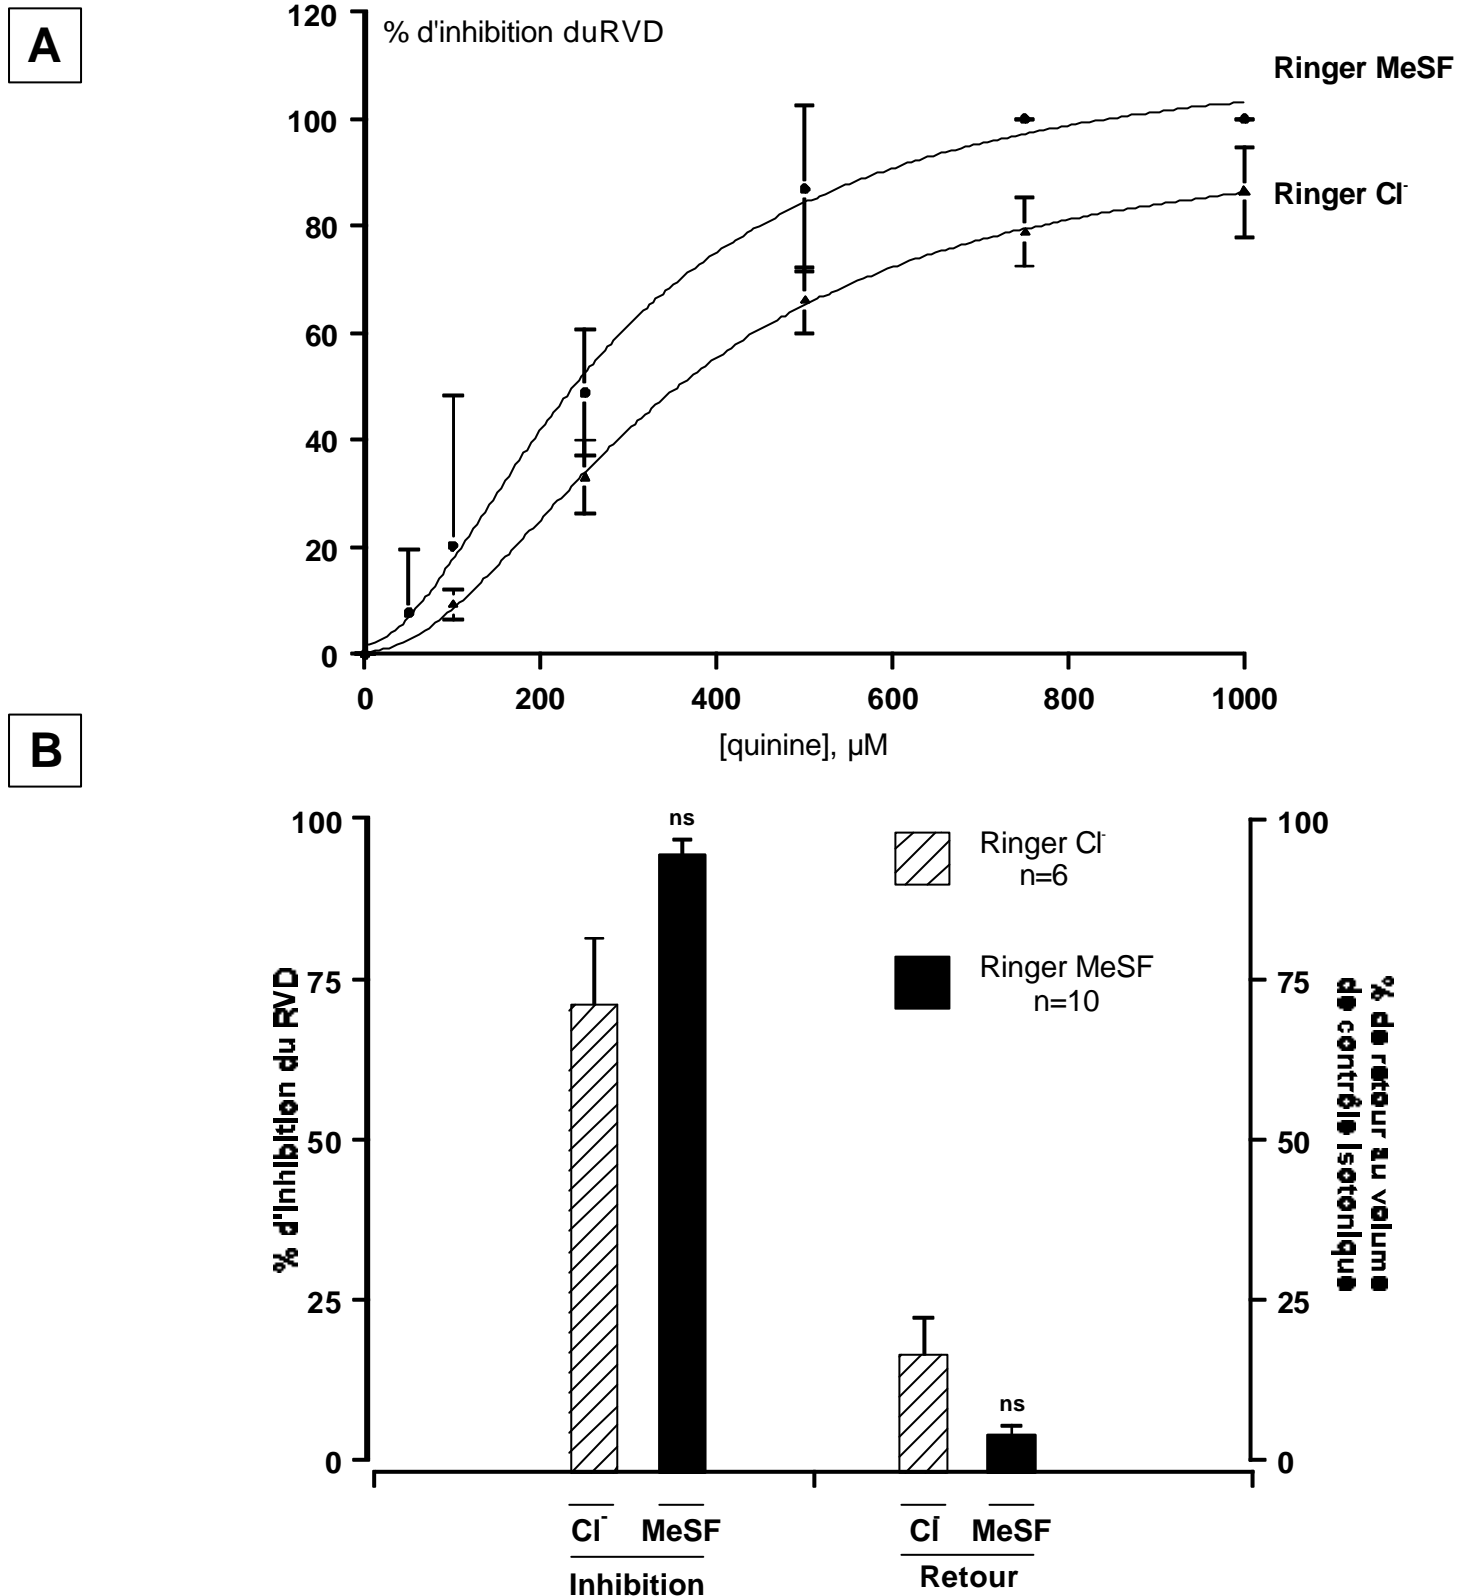 A
% d'inhibition duRVD
120
100
80
60
40
20
0
Ringer MeSF
Ringer Cl-
0 200 400 600 800 1000
[quinine], µM
B
100
75
50
25
0
% d'Inhibition du RVD
ns
Ringer Cl-
n=6
Ringer MeSF
n=10
ns
100
75
50
25
0
% de retour au volume
de contrôle Isotonique
Cl- MeSF Cl- MeSF
Inhibition Retour